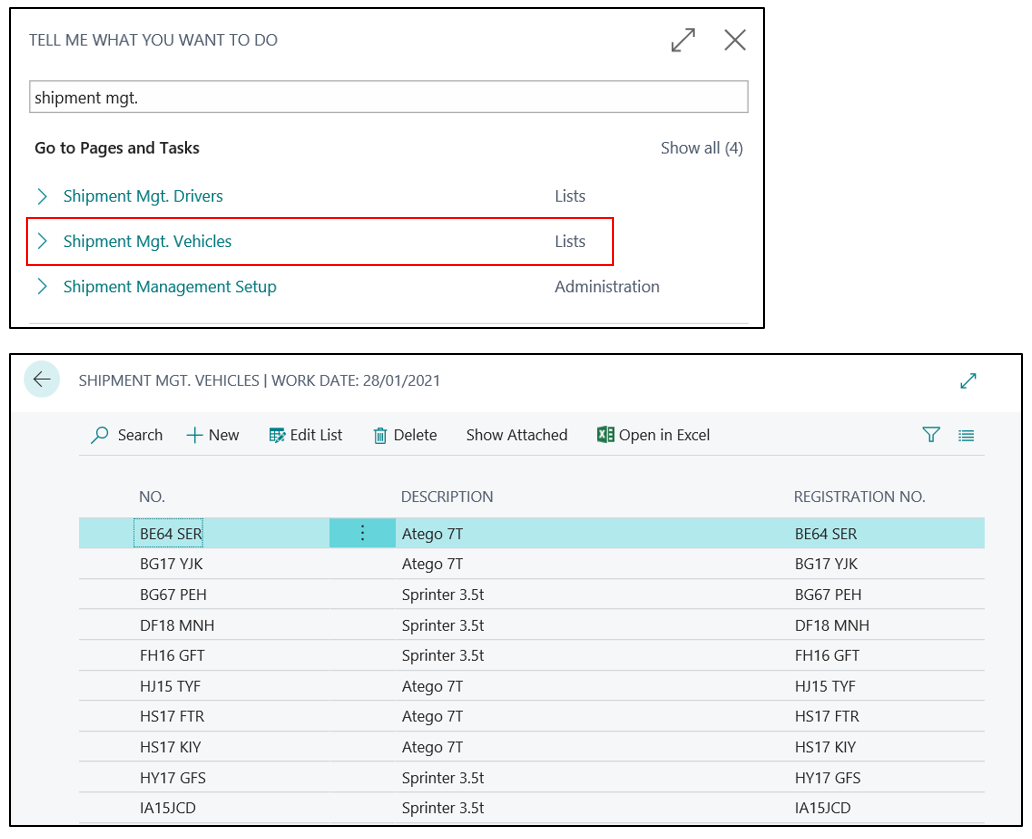 TELL ME WHAT YOU WANT TO DO
shipment mgt.
Go to Pages and Tasks Show all (4)
Shipment Mgt. Drivers Lists
Shipment Mgt. Vehicles Lists
Shipment Management Setup Administration
SHIPMENT MGT. VEHICLES | WORK DATE: 28/01/2021
Search New Edit List Delete Show Attached Open in Excel
NO. DESCRIPTION REGISTRATION NO.
BE64 SER Atego 7T BE64 SER
BG17 YJK Atego 7T BG17 YJK
BG67 PEH Sprinter 3.5t BG67 PEH
DF18 MNH Sprinter 3.5t DF18 MNH
FH16 GFT Sprinter 3.5t FH16 GFT
HJ15 TYF Atego 7T HJ15 TYF
HS17 FTR Atego 7T HS17 FTR
HS17 KIY Atego 7T HS17 KIY
HY17 GFS Sprinter 3.5t HY17 GFS
IA15JCD Sprinter 3.5t IA15JCD